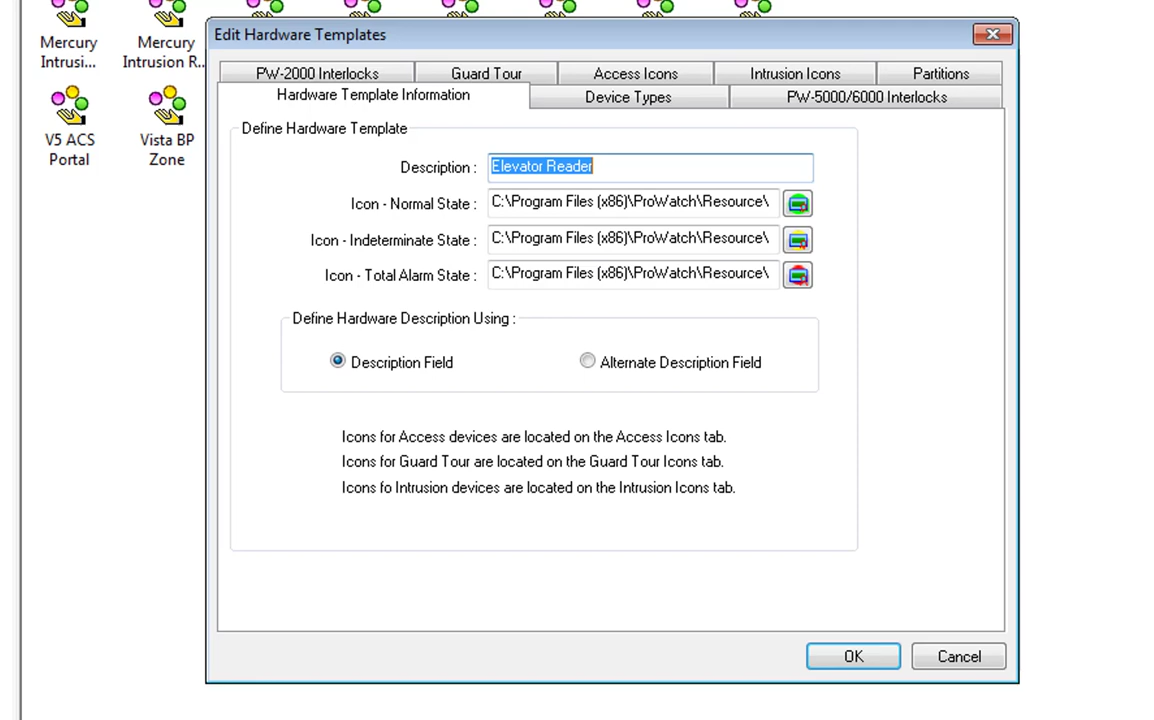 Mercury
Intrusi...
Mercury
Intrusion R...
V5 ACS
Portal
Vista BP
Zone
Edit Hardware Templates
PW-2000 Interlocks
Guard Tour
Access Icons
Intrusion Icons
Partitions
Hardware Template Information
Device Types
PW-5000/6000 Interlocks
Define Hardware Template
Description :
Elevator Reader
Icon - Normal State :
C:\Program Files (x86)\ProWatch\Resource\
Icon - Indeterminate State :
C:\Program Files (x86)\ProWatch\Resource\
Icon - Total Alarm State :
C:\Program Files (x86)\ProWatch\Resource\
Define Hardware Description Using :
Description Field
Alternate Description Field
Icons for Access devices are located on the Access Icons tab.
Icons for Guard Tour are located on the Guard Tour Icons tab.
Icons fo Intrusion devices are located on the Intrusion Icons tab.
OK
Cancel